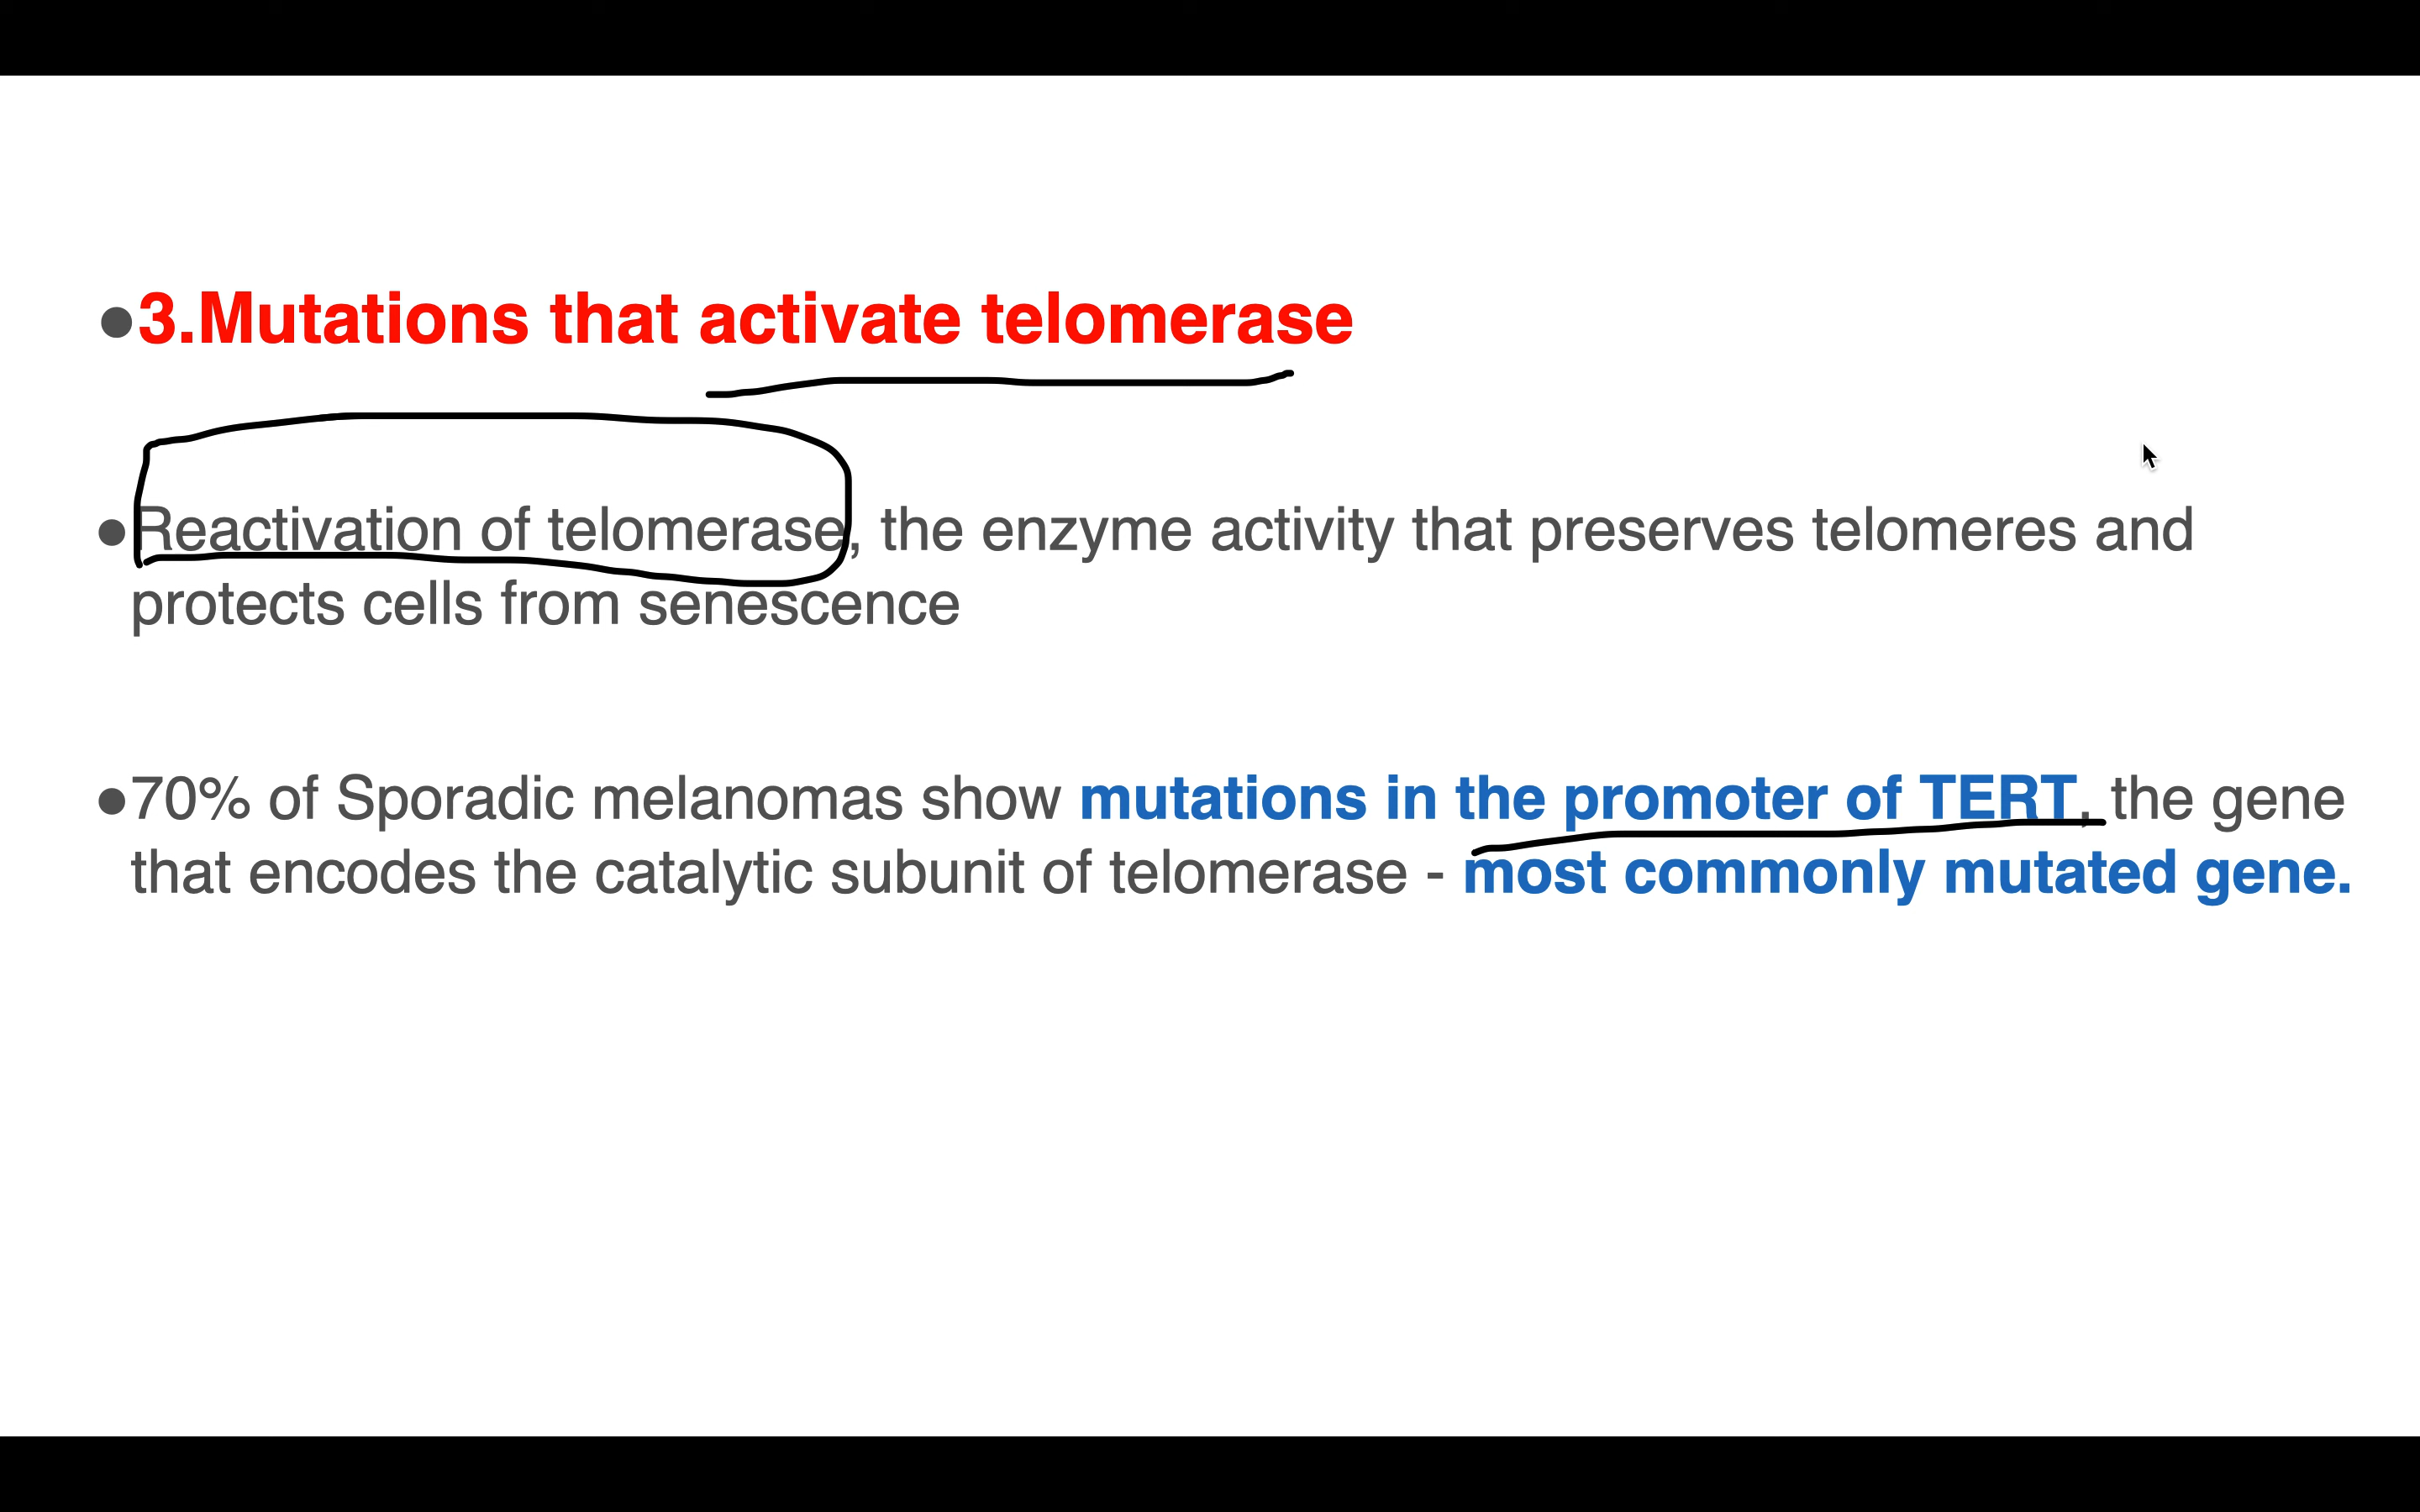 ●3.Mutations that activate telomerase
●Reactivation of telomerase, the enzyme activity that preserves telomeres and
protects cells from senescence
●70% of Sporadic melanomas show mutations in the promoter of TERT, the gene
that encodes the catalytic subunit of telomerase - most commonly mutated gene.